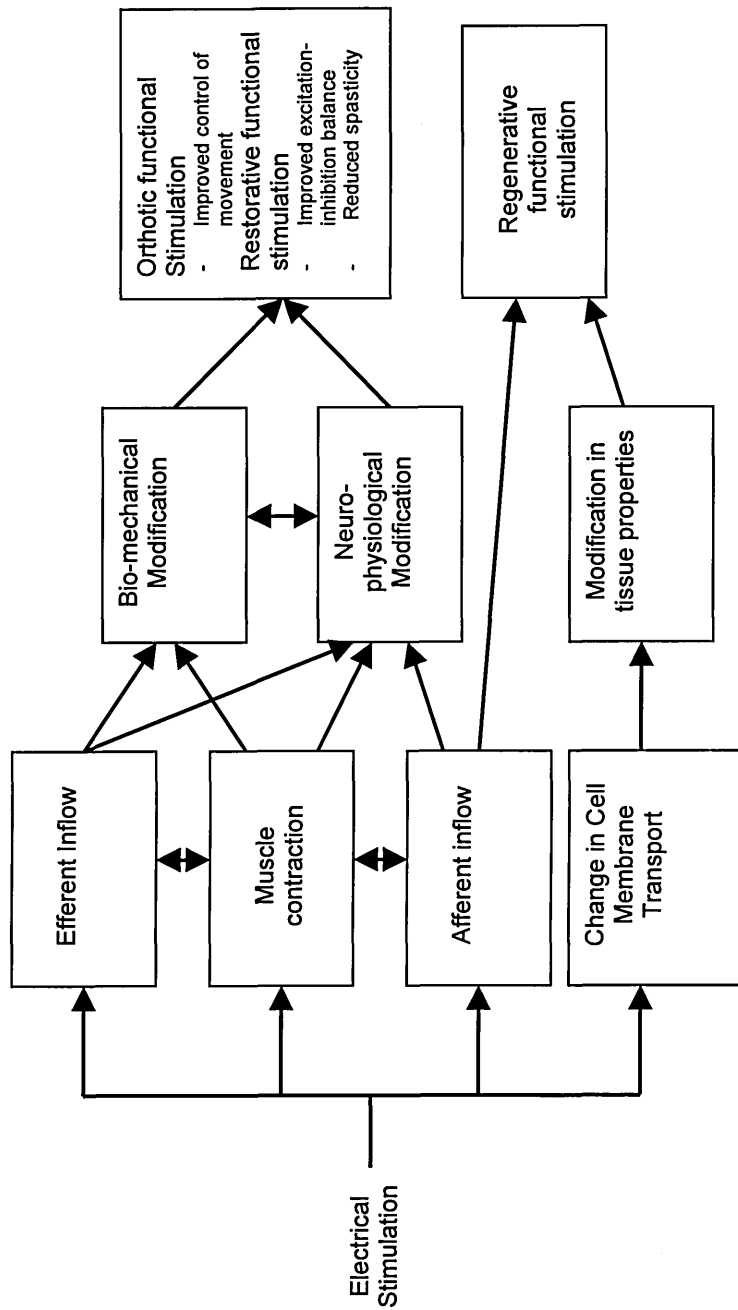 Electrical
Stimulation
Efferent Inflow
Muscle
contraction
Afferent inflow
Change in Cell
Membrane
Transport
Bio-mechanical
Modification
Neuro-
physiological
Modification
Modification in
tissue properties
Orthotic functional
Stimulation
- Improved control of
movement
Restorative functional
stimulation
- Improved excitation-
inhibition balance
- Reduced spasticity
Regenerative
functional
stimulation